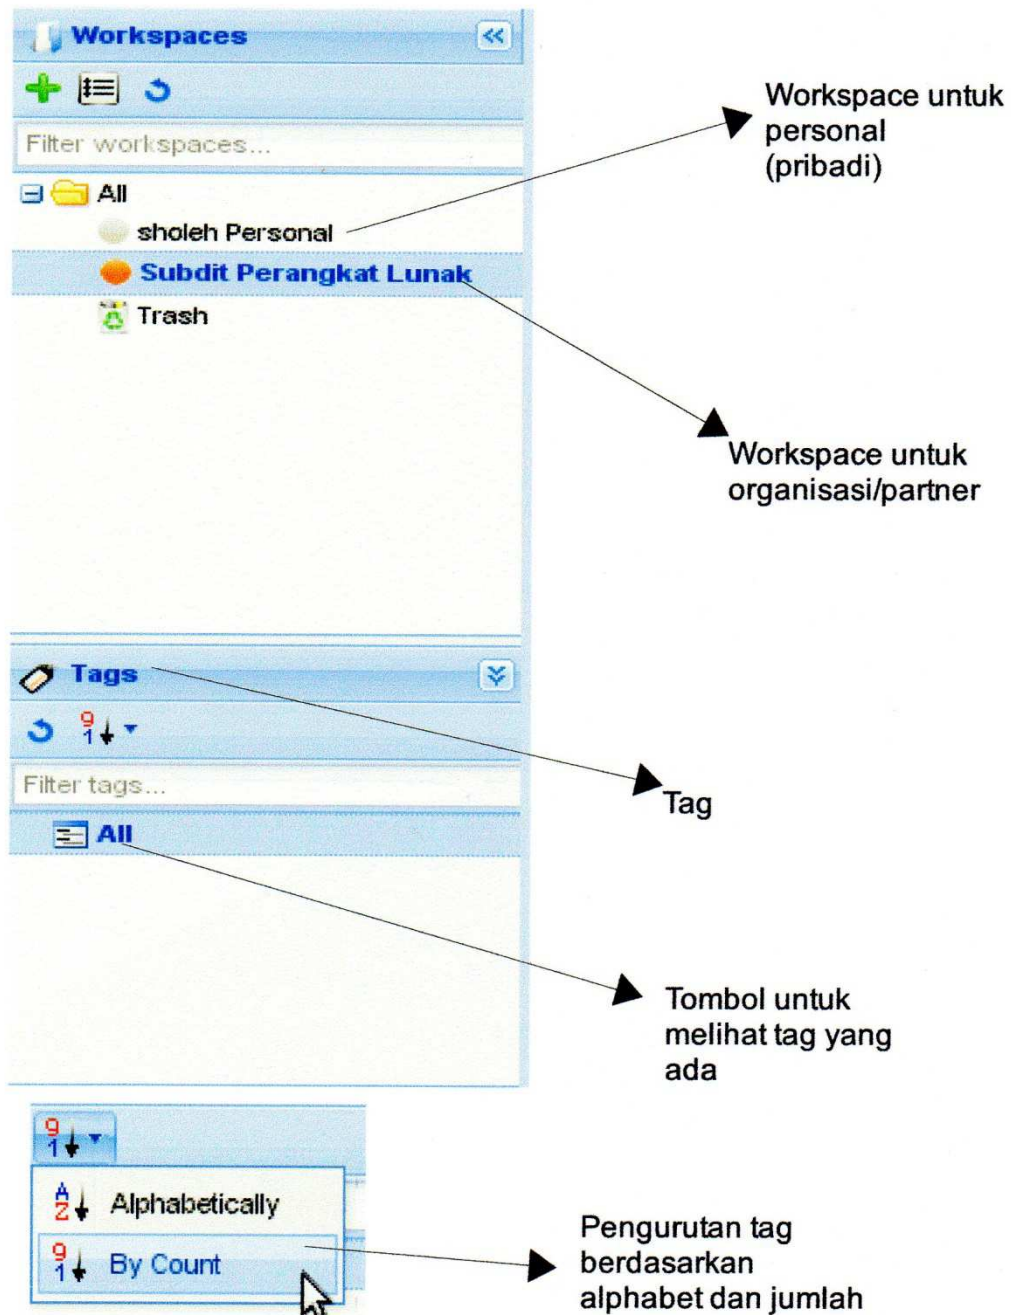 Workspaces
Filter workspaces...
All
sholeh Personal
Subdit Perangkat Lunak
Trash
Workspace untuk
personal
(pribadi)
Workspace untuk
organisasi/partner
Tags
Filter tags...
All
Tag
Tombol untuk
melihat tag yang
ada
Alphabetically
By Count
Pengurutan tag
berdasarkan
alphabet dan jumlah